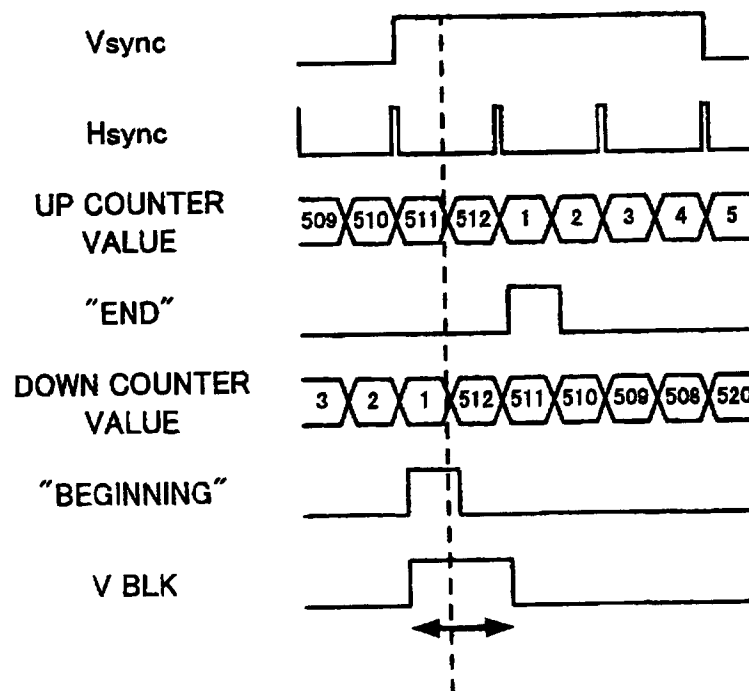 Vsync
Hsync
UP COUNTER
VALUE
509 510 511 512 1 2 3 4 5
"END"
DOWN COUNTER
VALUE
3 2 1 512 511 510 509 508 520
"BEGINNING"
V BLK